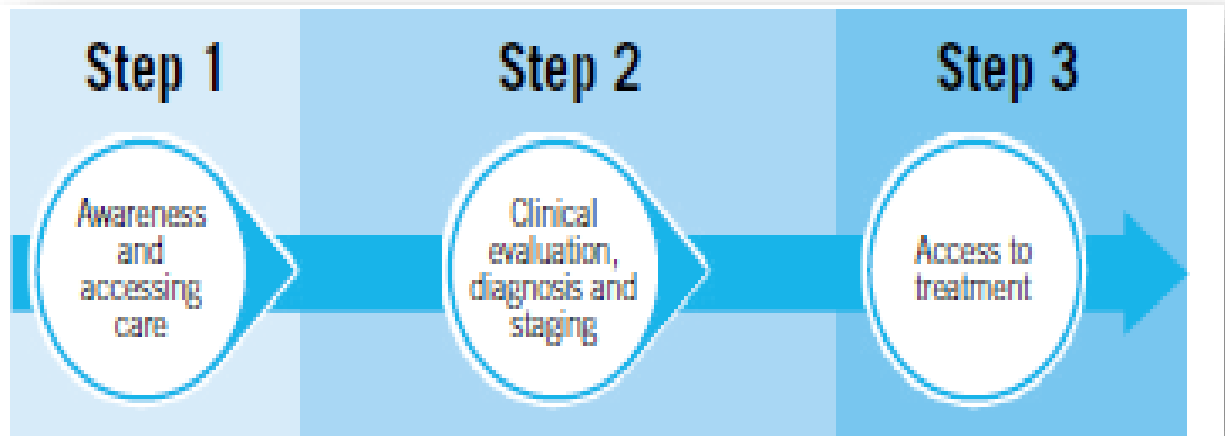 Step 1
Step 2
Step 3
Awareness
and
accessing
care
Clinical
evaluation,
diagnosis and
staging
Access to
treatment